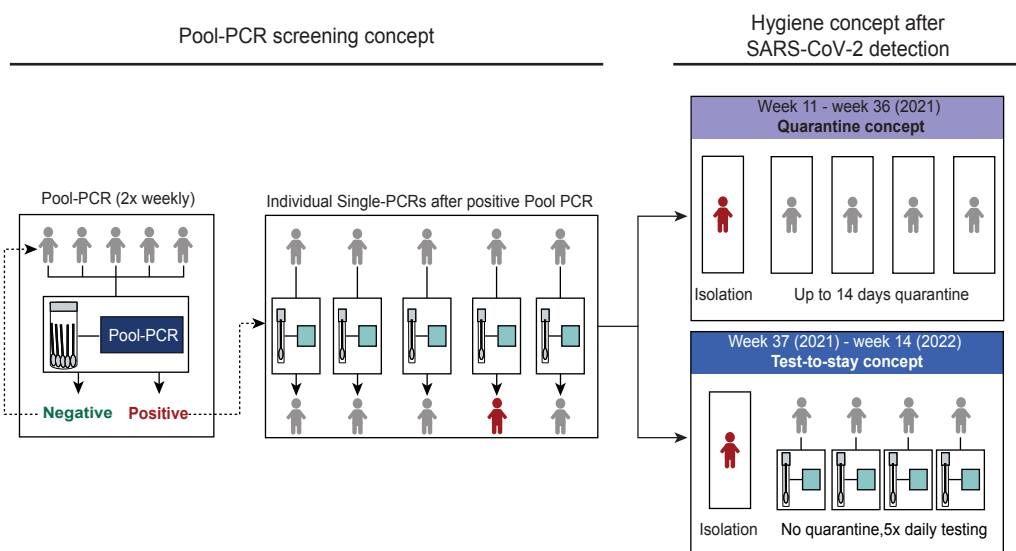 Pool-PCR screening concept
Hygiene concept after
SARS-CoV-2 detection
Pool-PCR (2x weekly)
Pool-PCR
Negative
Positive
Individual Single-PCRs after positive Pool PCR
Week 11 - week 36 (2021)
Quarantine concept
Isolation
Up to 14 days quarantine
Week 37 (2021) - week 14 (2022)
Test-to-stay concept
Isolation
No quarantine,5x daily testing